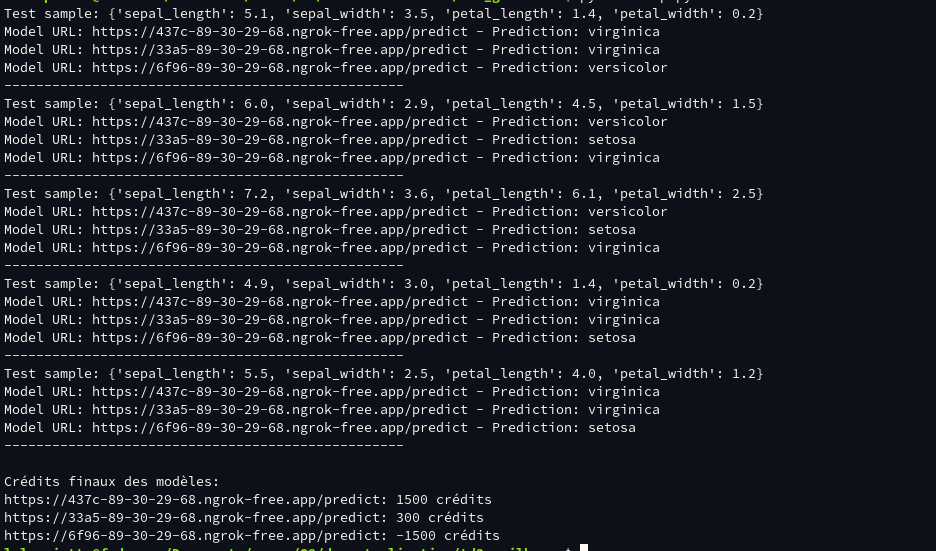 Test sample: {'sepal_length': 5.1, 'sepal_width': 3.5, 'petal_length': 1.4, 'petal_width': 0.2}
Model URL: https://437c-89-30-29-68.ngrok-free.app/predict - Prediction: virginica
Model URL: https://33a5-89-30-29-68.ngrok-free.app/predict - Prediction: virginica
Model URL: https://6f96-89-30-29-68.ngrok-free.app/predict - Prediction: versicolor
--------------------------------------------------
Test sample: {'sepal_length': 6.0, 'sepal_width': 2.9, 'petal_length': 4.5, 'petal_width': 1.5}
Model URL: https://437c-89-30-29-68.ngrok-free.app/predict - Prediction: versicolor
Model URL: https://33a5-89-30-29-68.ngrok-free.app/predict - Prediction: setosa
Model URL: https://6f96-89-30-29-68.ngrok-free.app/predict - Prediction: virginica
--------------------------------------------------
Test sample: {'sepal_length': 7.2, 'sepal_width': 3.6, 'petal_length': 6.1, 'petal_width': 2.5}
Model URL: https://437c-89-30-29-68.ngrok-free.app/predict - Prediction: versicolor
Model URL: https://33a5-89-30-29-68.ngrok-free.app/predict - Prediction: setosa
Model URL: https://6f96-89-30-29-68.ngrok-free.app/predict - Prediction: virginica
--------------------------------------------------
Test sample: {'sepal_length': 4.9, 'sepal_width': 3.0, 'petal_length': 1.4, 'petal_width': 0.2}
Model URL: https://437c-89-30-29-68.ngrok-free.app/predict - Prediction: virginica
Model URL: https://33a5-89-30-29-68.ngrok-free.app/predict - Prediction: virginica
Model URL: https://6f96-89-30-29-68.ngrok-free.app/predict - Prediction: setosa
--------------------------------------------------
Test sample: {'sepal_length': 5.5, 'sepal_width': 2.5, 'petal_length': 4.0, 'petal_width': 1.2}
Model URL: https://437c-89-30-29-68.ngrok-free.app/predict - Prediction: virginica
Model URL: https://33a5-89-30-29-68.ngrok-free.app/predict - Prediction: virginica
Model URL: https://6f96-89-30-29-68.ngrok-free.app/predict - Prediction: setosa
--------------------------------------------------
Crédits finaux des modèles:
https://437c-89-30-29-68.ngrok-free.app/predict: 1500 crédits
https://33a5-89-30-29-68.ngrok-free.app/predict: 300 crédits
https://6f96-89-30-29-68.ngrok-free.app/predict: -1500 crédits